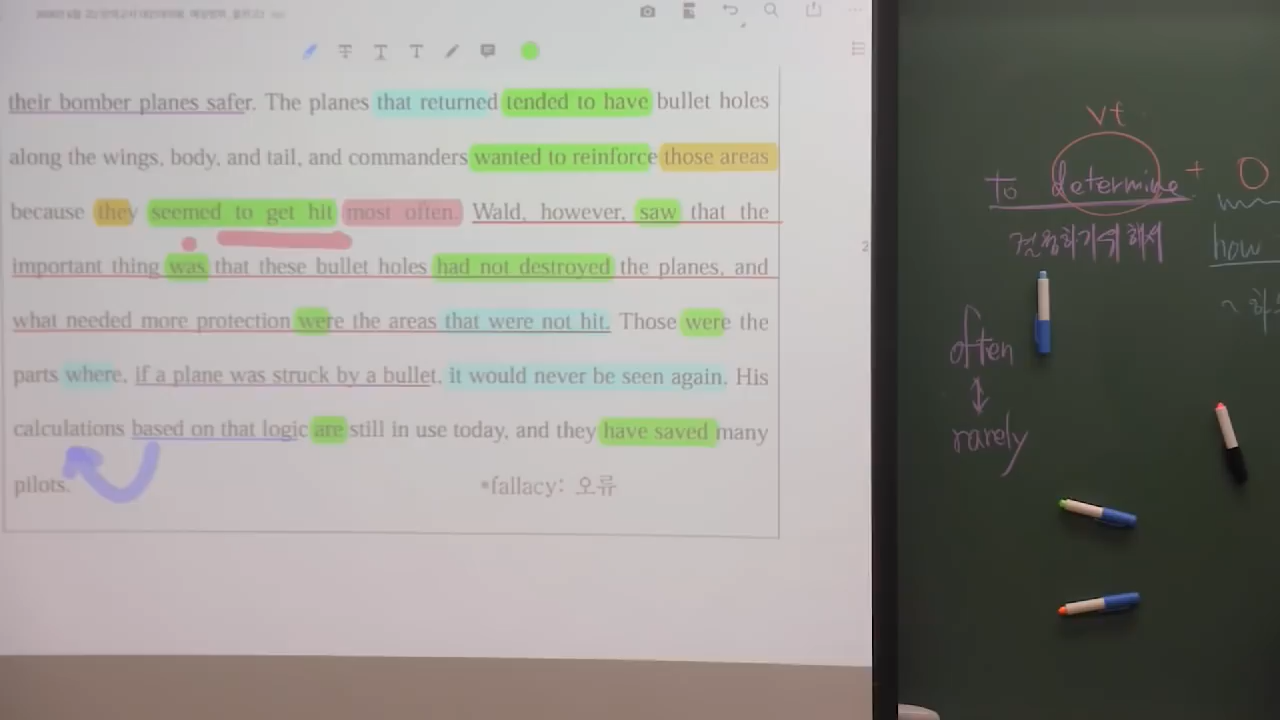 their bomber planes safer. The planes that returned tended to have bullet holes
along the wings, body, and tail, and commanders wanted to reinforce those areas
because they seemed to get hit most often. Wald, however, saw that the
important thing was that these bullet holes had not destroyed the planes, and
what needed more protection were the areas that were not hit. Those were the
parts where, if a plane was struck by a bullet, it would never be seen again. His
calculations based on that logic are still in use today, and they have saved many
pilots.
*fallacy: 오류
2
vt
To determine + O
결정하기 위해서
how
often
↕
rarely